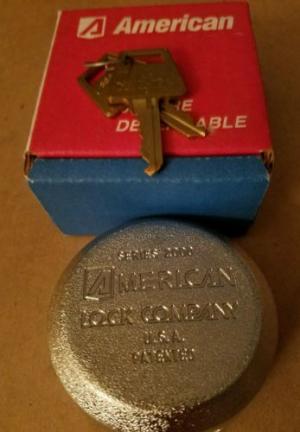 American
DE
ABLE
SERIES 2000
AMERICAN
LOCK COMPANY
U.S.A.
PATENTED